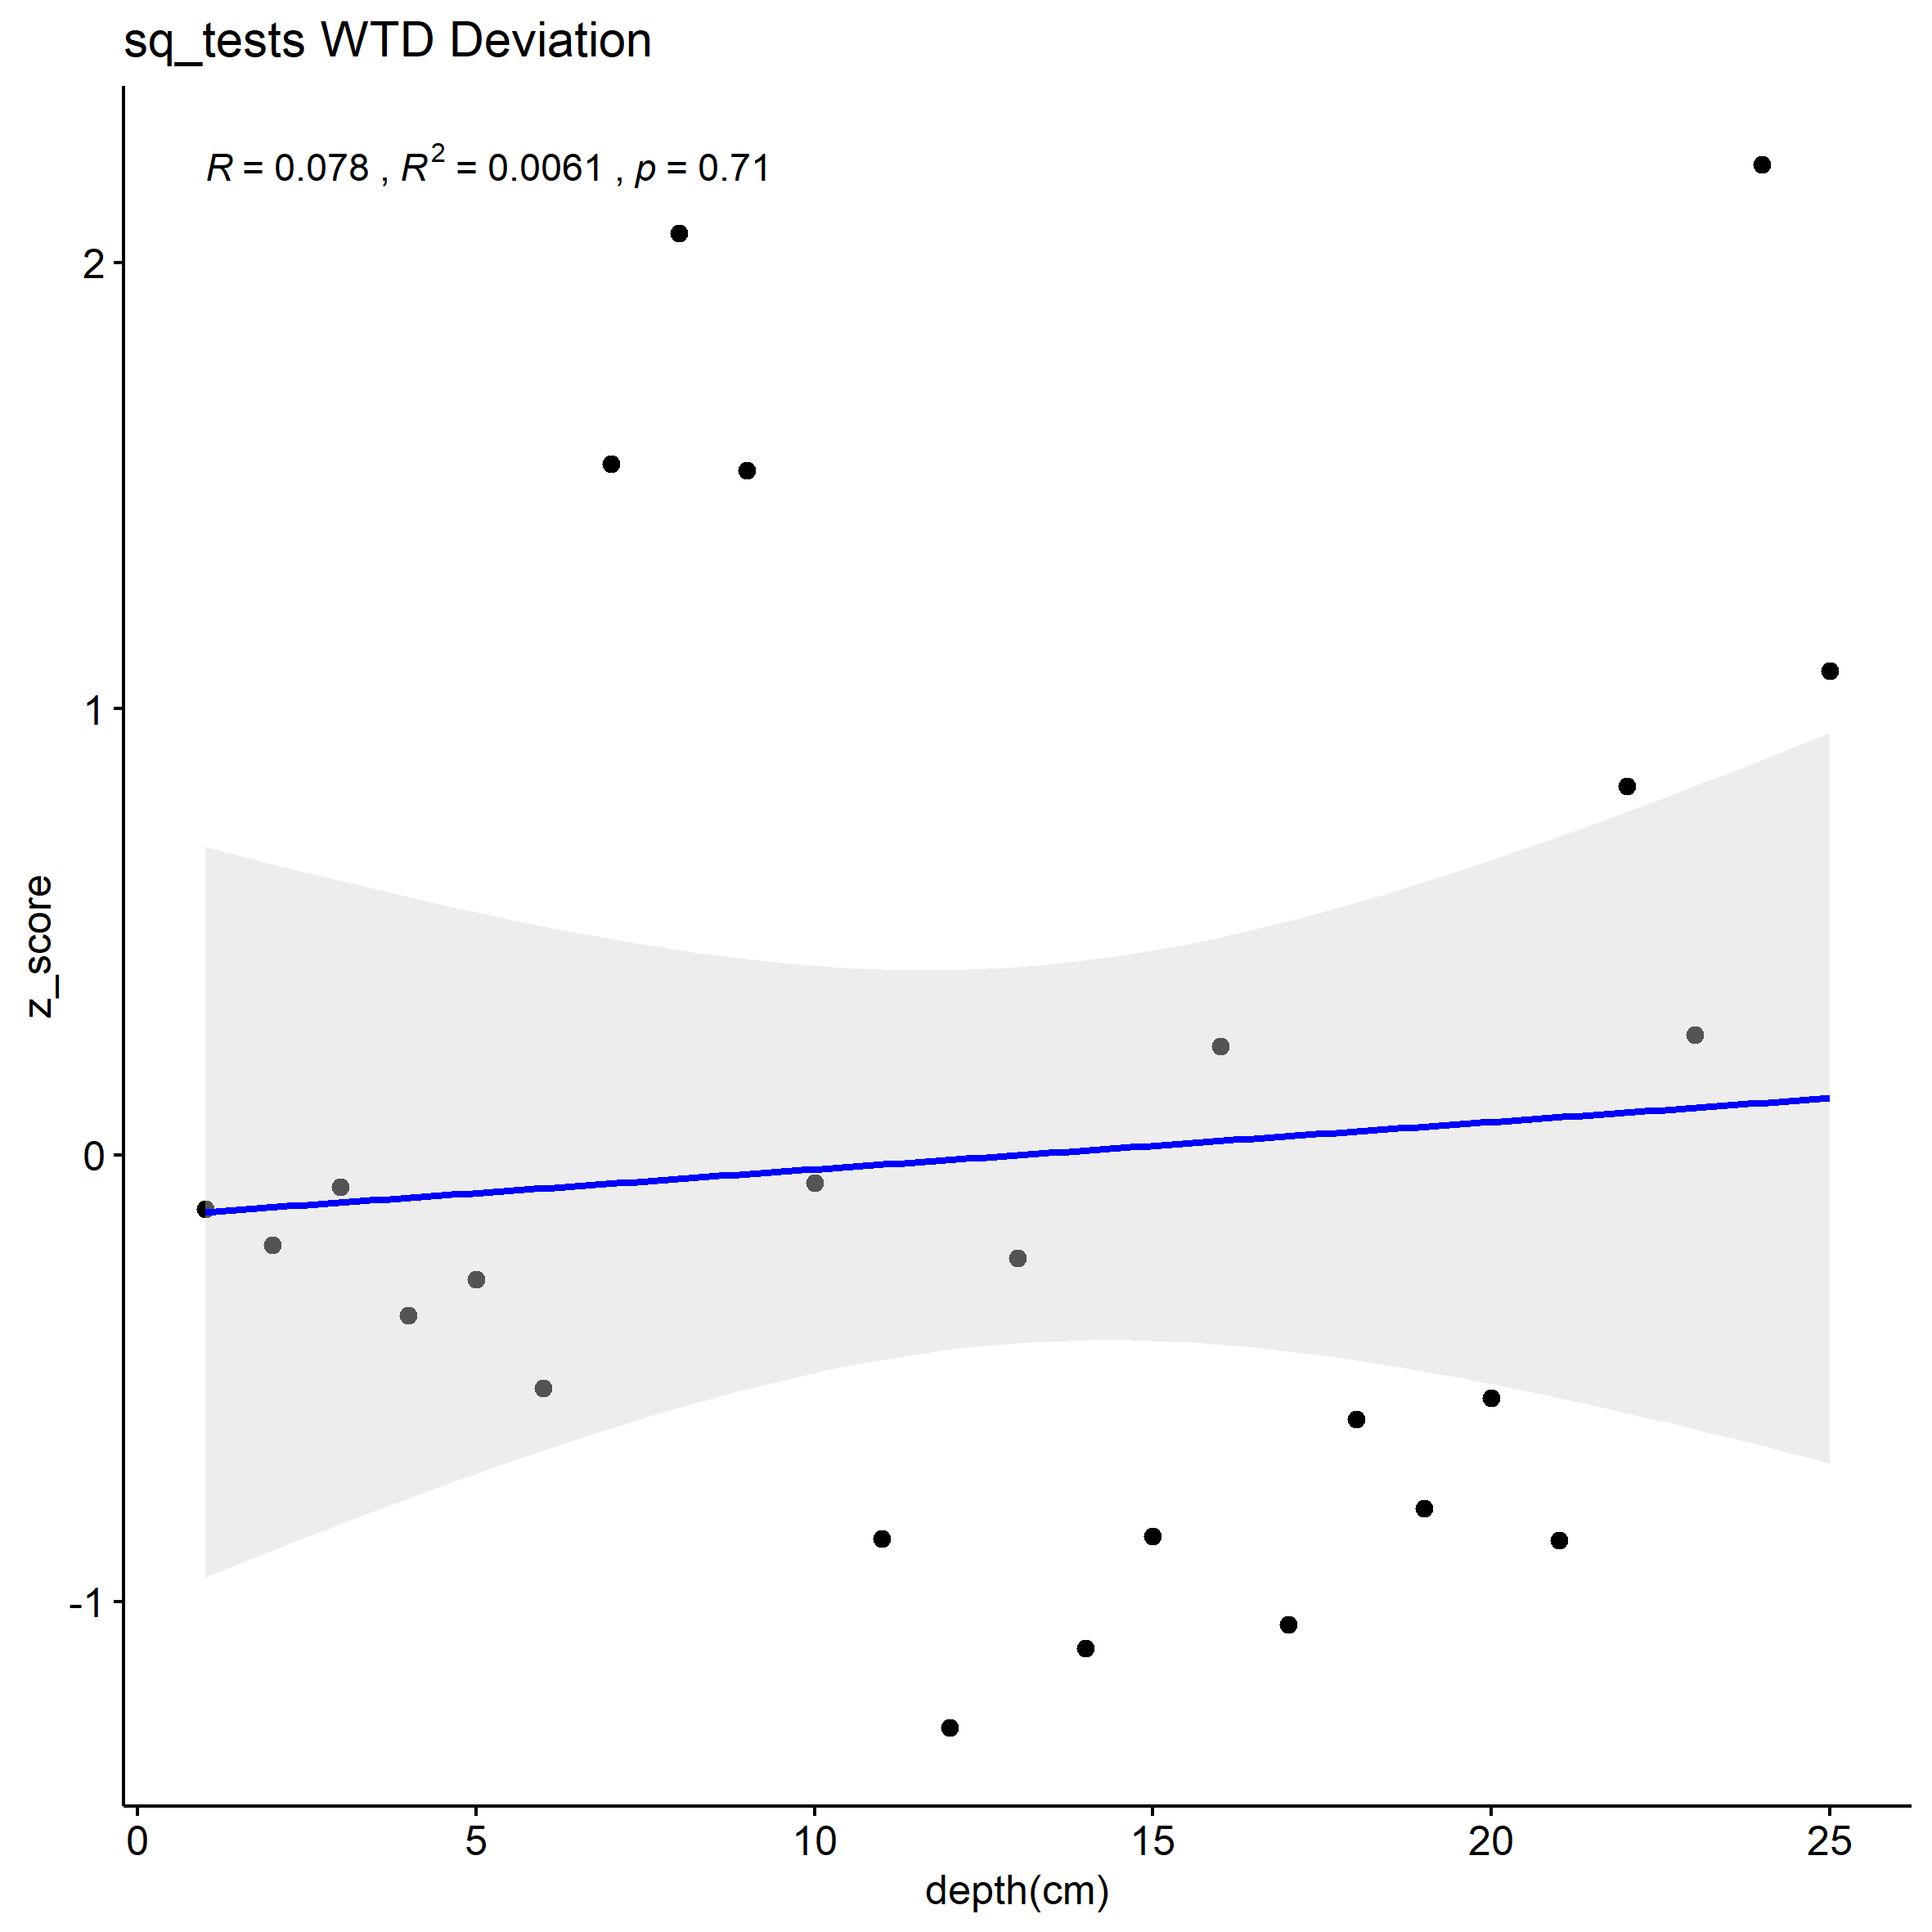 sq_tests WTD Deviation
R = 0.078 , R² = 0.0061 , p = 0.71
2
1
0
-1
z_score
0 5 10 15 20 25
depth(cm)